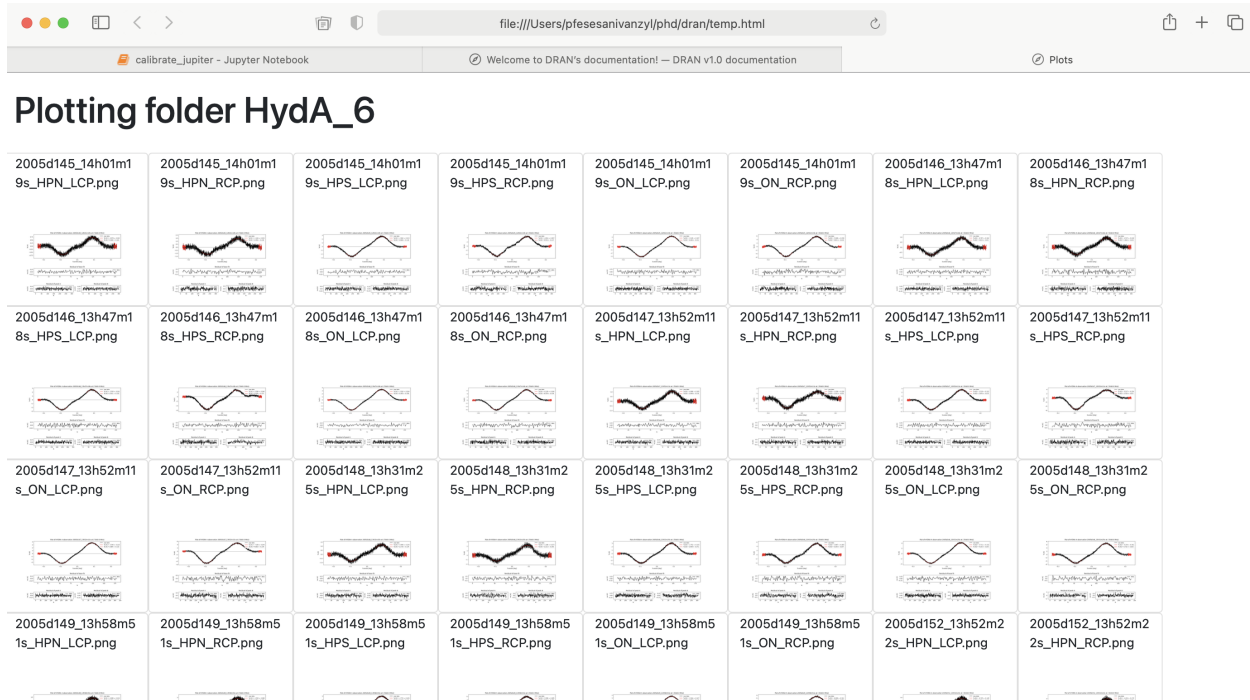 file:///Users/pfesesanivanzyl/phd/dran/temp.html
calibrate_jupiter - Jupyter Notebook
Welcome to DRAN's documentation! — DRAN v1.0 documentation
Plots
Plotting folder HydA_6
2005d145_14h01m1 2005d145_14h01m1 2005d145_14h01m1 2005d145_14h01m1 2005d145_14h01m1 2005d145_14h01m1 2005d146_13h47m1 2005d146_13h47m1
9s_HPN_LCP.png 9s_HPN_RCP.png 9s_HPS_LCP.png 9s_HPS_RCP.png 9s_ON_LCP.png 9s_ON_RCP.png 8s_HPN_LCP.png 8s_HPN_RCP.png
2005d146_13h47m1 2005d146_13h47m1 2005d146_13h47m1 2005d146_13h47m1 2005d147_13h52m11 2005d147_13h52m11 2005d147_13h52m11 2005d147_13h52m11
8s_HPS_LCP.png 8s_HPS_RCP.png 8s_ON_LCP.png 8s_ON_RCP.png s_HPN_LCP.png s_HPN_RCP.png s_HPS_LCP.png s_HPS_RCP.png
2005d147_13h52m11 2005d147_13h52m11 2005d148_13h31m2 2005d148_13h31m2 2005d148_13h31m2 2005d148_13h31m2 2005d148_13h31m2 2005d148_13h31m2
s_ON_LCP.png s_ON_RCP.png 5s_HPN_LCP.png 5s_HPN_RCP.png 5s_HPS_LCP.png 5s_HPS_RCP.png 5s_ON_LCP.png 5s_ON_RCP.png
2005d149_13h58m5 2005d149_13h58m5 2005d149_13h58m5 2005d149_13h58m5 2005d149_13h58m5 2005d149_13h58m5 2005d152_13h52m2 2005d152_13h52m2
1s_HPN_LCP.png 1s_HPN_RCP.png 1s_HPS_LCP.png 1s_HPS_RCP.png 1s_ON_LCP.png 1s_ON_RCP.png 2s_HPN_LCP.png 2s_HPN_RCP.png